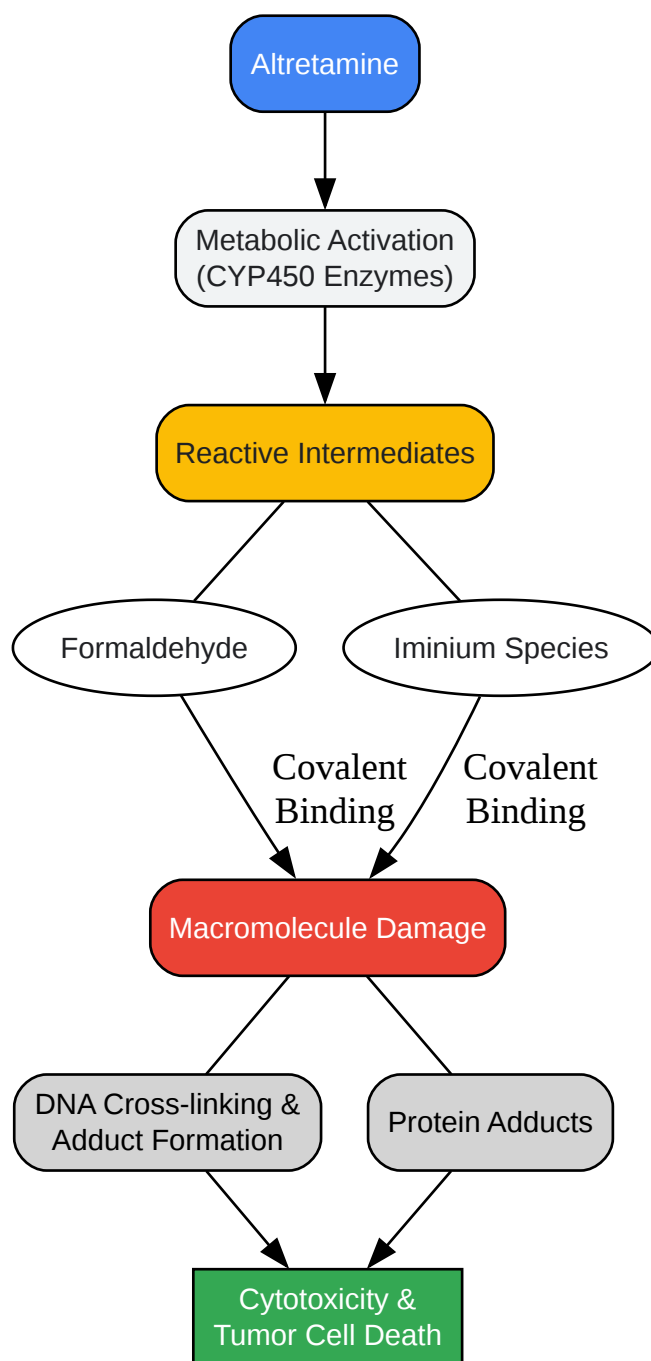 Altretamine
Metabolic Activation
(CYP450 Enzymes)
Reactive Intermediates
Formaldehyde
Iminium Species
Covalent
Binding
Covalent
Binding
Macromolecule Damage
DNA Cross-linking &
Adduct Formation
Protein Adducts
Cytotoxicity &
Tumor Cell Death